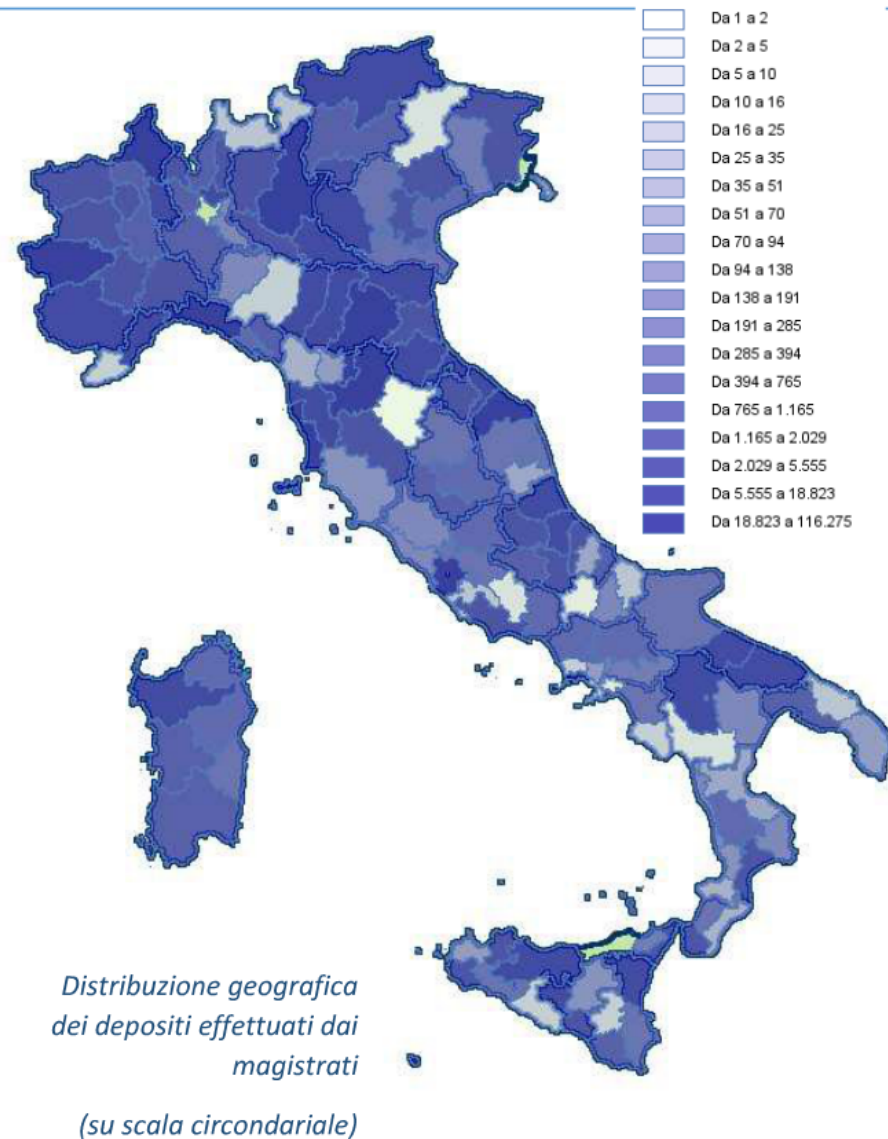 Da 1 a 2
Da 2 a 5
Da 5 a 10
Da 10 a 16
Da 16 a 25
Da 25 a 35
Da 35 a 51
Da 51 a 70
Da 70 a 94
Da 94 a 138
Da 138 a 191
Da 191 a 285
Da 285 a 394
Da 394 a 765
Da 765 a 1.165
Da 1.165 a 2.029
Da 2.029 a 5.555
Da 5.555 a 18.823
Da 18.823 a 116.275
Distribuzione geografica
dei depositi effettuati dai
magistrati
(su scala circondariale)